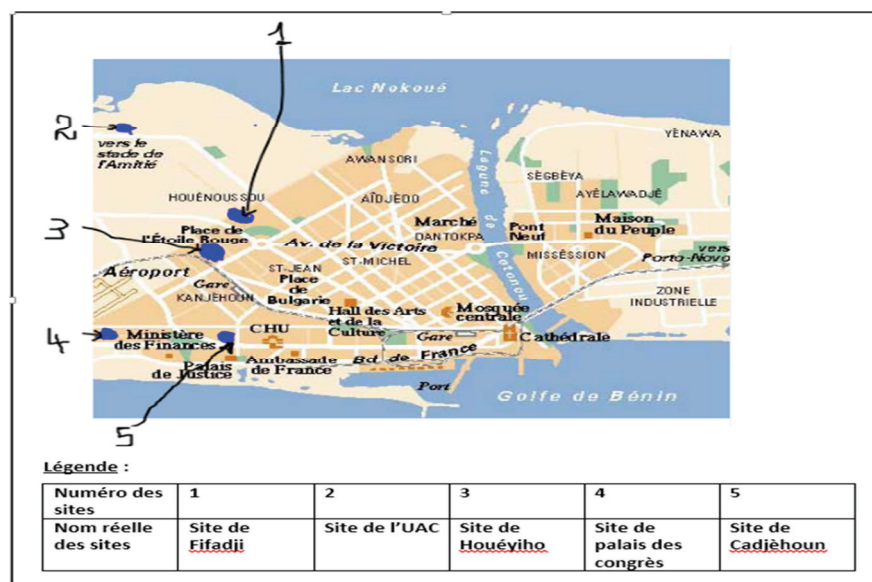 1
Lac Nokoué
2
vers le
stade de
l'Amitié
YÈNAWA
AWANSORI
SÈGBÈYA
Lagune de Cotonou
HOUÉNOUSSOU
AÏDJÈDO
AYÉLAWADJÈ
3
Place de
l'Étoile Rouge
Marché
DANTOKPA
Pont
Neuf
Maison
du Peuple
Av. de la Victoire
vers
Porto-Novo
Aéroport
ST-JEAN
ST-MICHEL
MISSÈSSION
Gare
Place
de
Bulgarie
KANJÈHOUN
ZONE
INDUSTRIELLE
Hall des Arts
et de la
Culture
Mosquée
centrale
4
Ministère
des Finances
CHU
Gare
Cathédrale
Palais
de Justice
Ambassade
de France
Bd. de France
Port
Golfe de Bénin
5
Légende :
Numéro des sites 1 2 3 4 5
Nom réelle des sites Site de Fifadji Site de l'UAC Site de Houéyiho Site de palais des congrès Site de Cadjèhoun